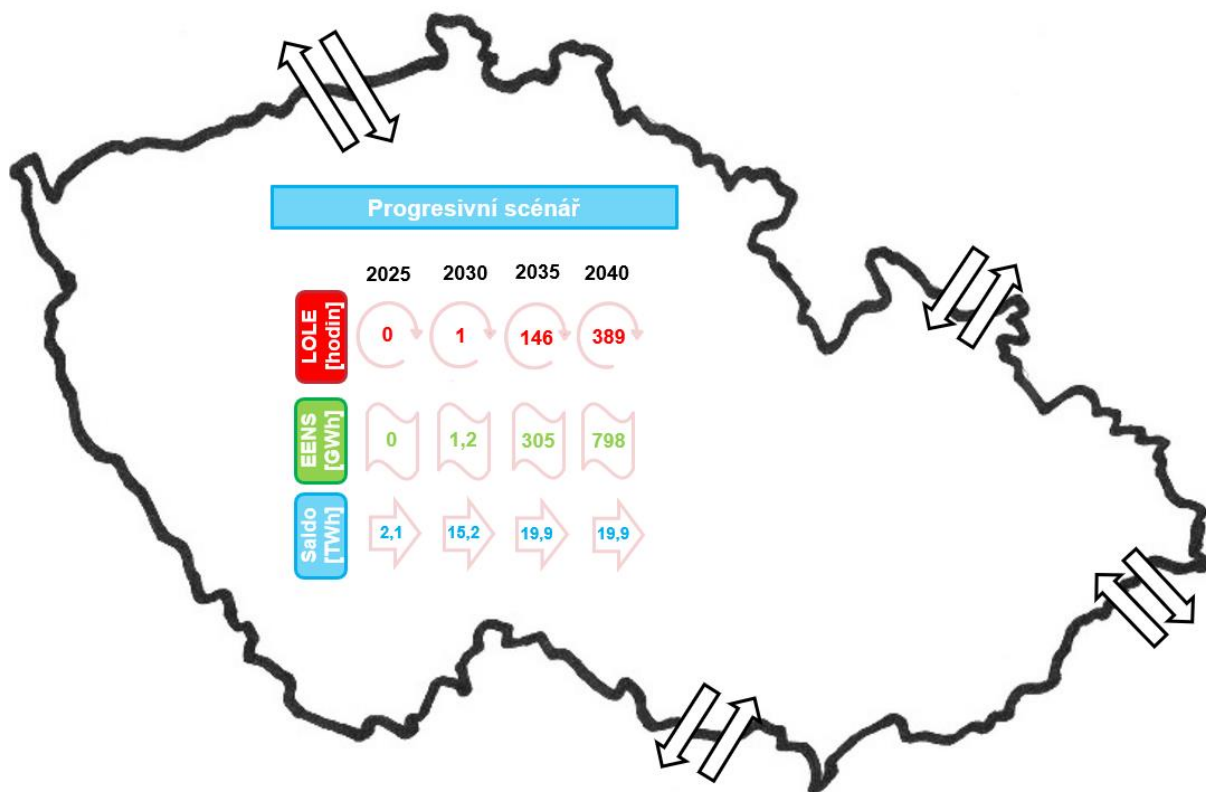 Progresivní scénář
2025 2030 2035 2040
LOLE
[hodin]
0 1 146 389
EENS
[GWh]
0 1,2 305 798
Saldo
[TWh]
2,1 15,2 19,9 19,9